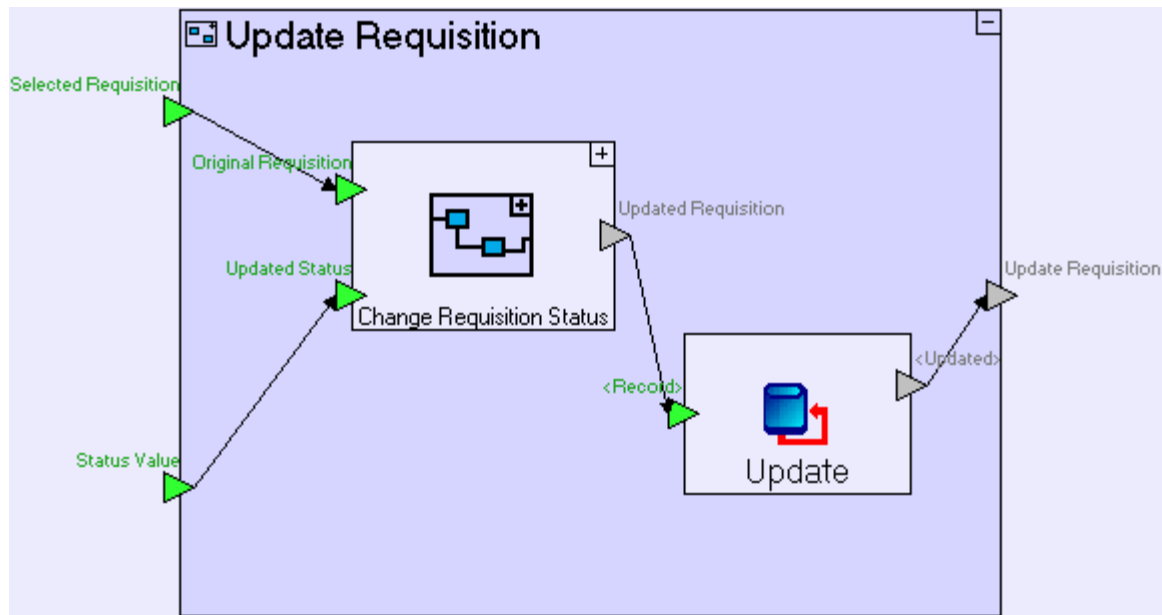 Update Requisition
Selected Requisition
Original Requisition
Updated Requisition
Updated Status
Update Requisition
Change Requisition Status
<Updated>
<Record>
Status Value
Update